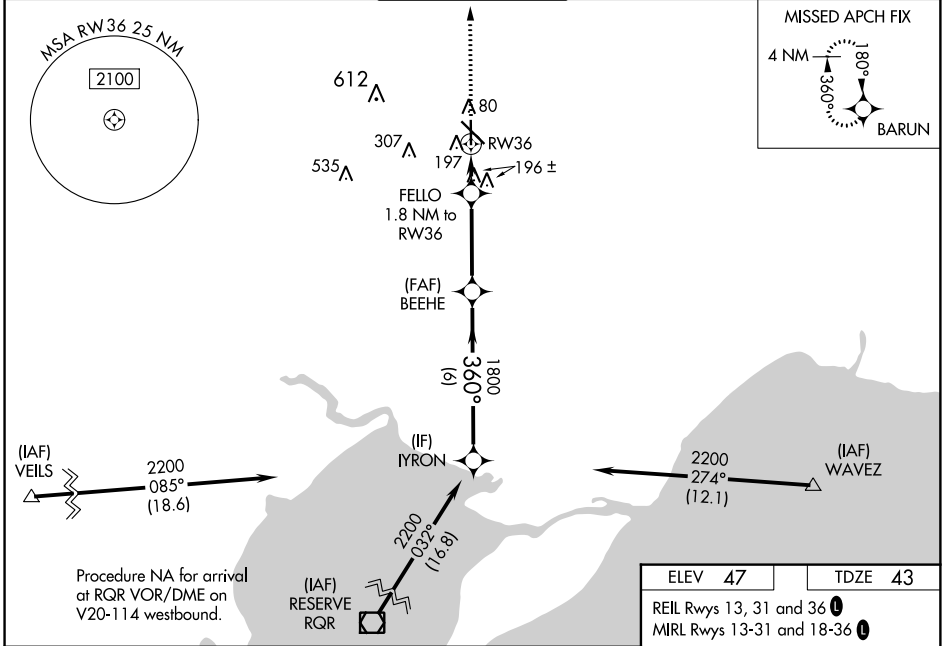 MSA RW36 25 NM
2100
MISSED APCH FIX
4 NM
180°
360°
BARUN
612
80
307
RW36
535
197
196 ±
FELLO
1.8 NM to
RW36
(FAF)
BEEHE
1800
360°
(6)
(IF)
IYRON
(IAF)
VEILS
2200
085°
(18.6)
2200
274°
(12.1)
(IAF)
WAVEZ
2200
032°
(16.8)
Procedure NA for arrival
at RQR VOR/DME on
V20-114 westbound.
(IAF)
RESERVE
RQR
ELEV 47
TDZE 43
REIL Rwys 13, 31 and 36 L
MIRL Rwys 13-31 and 18-36 L